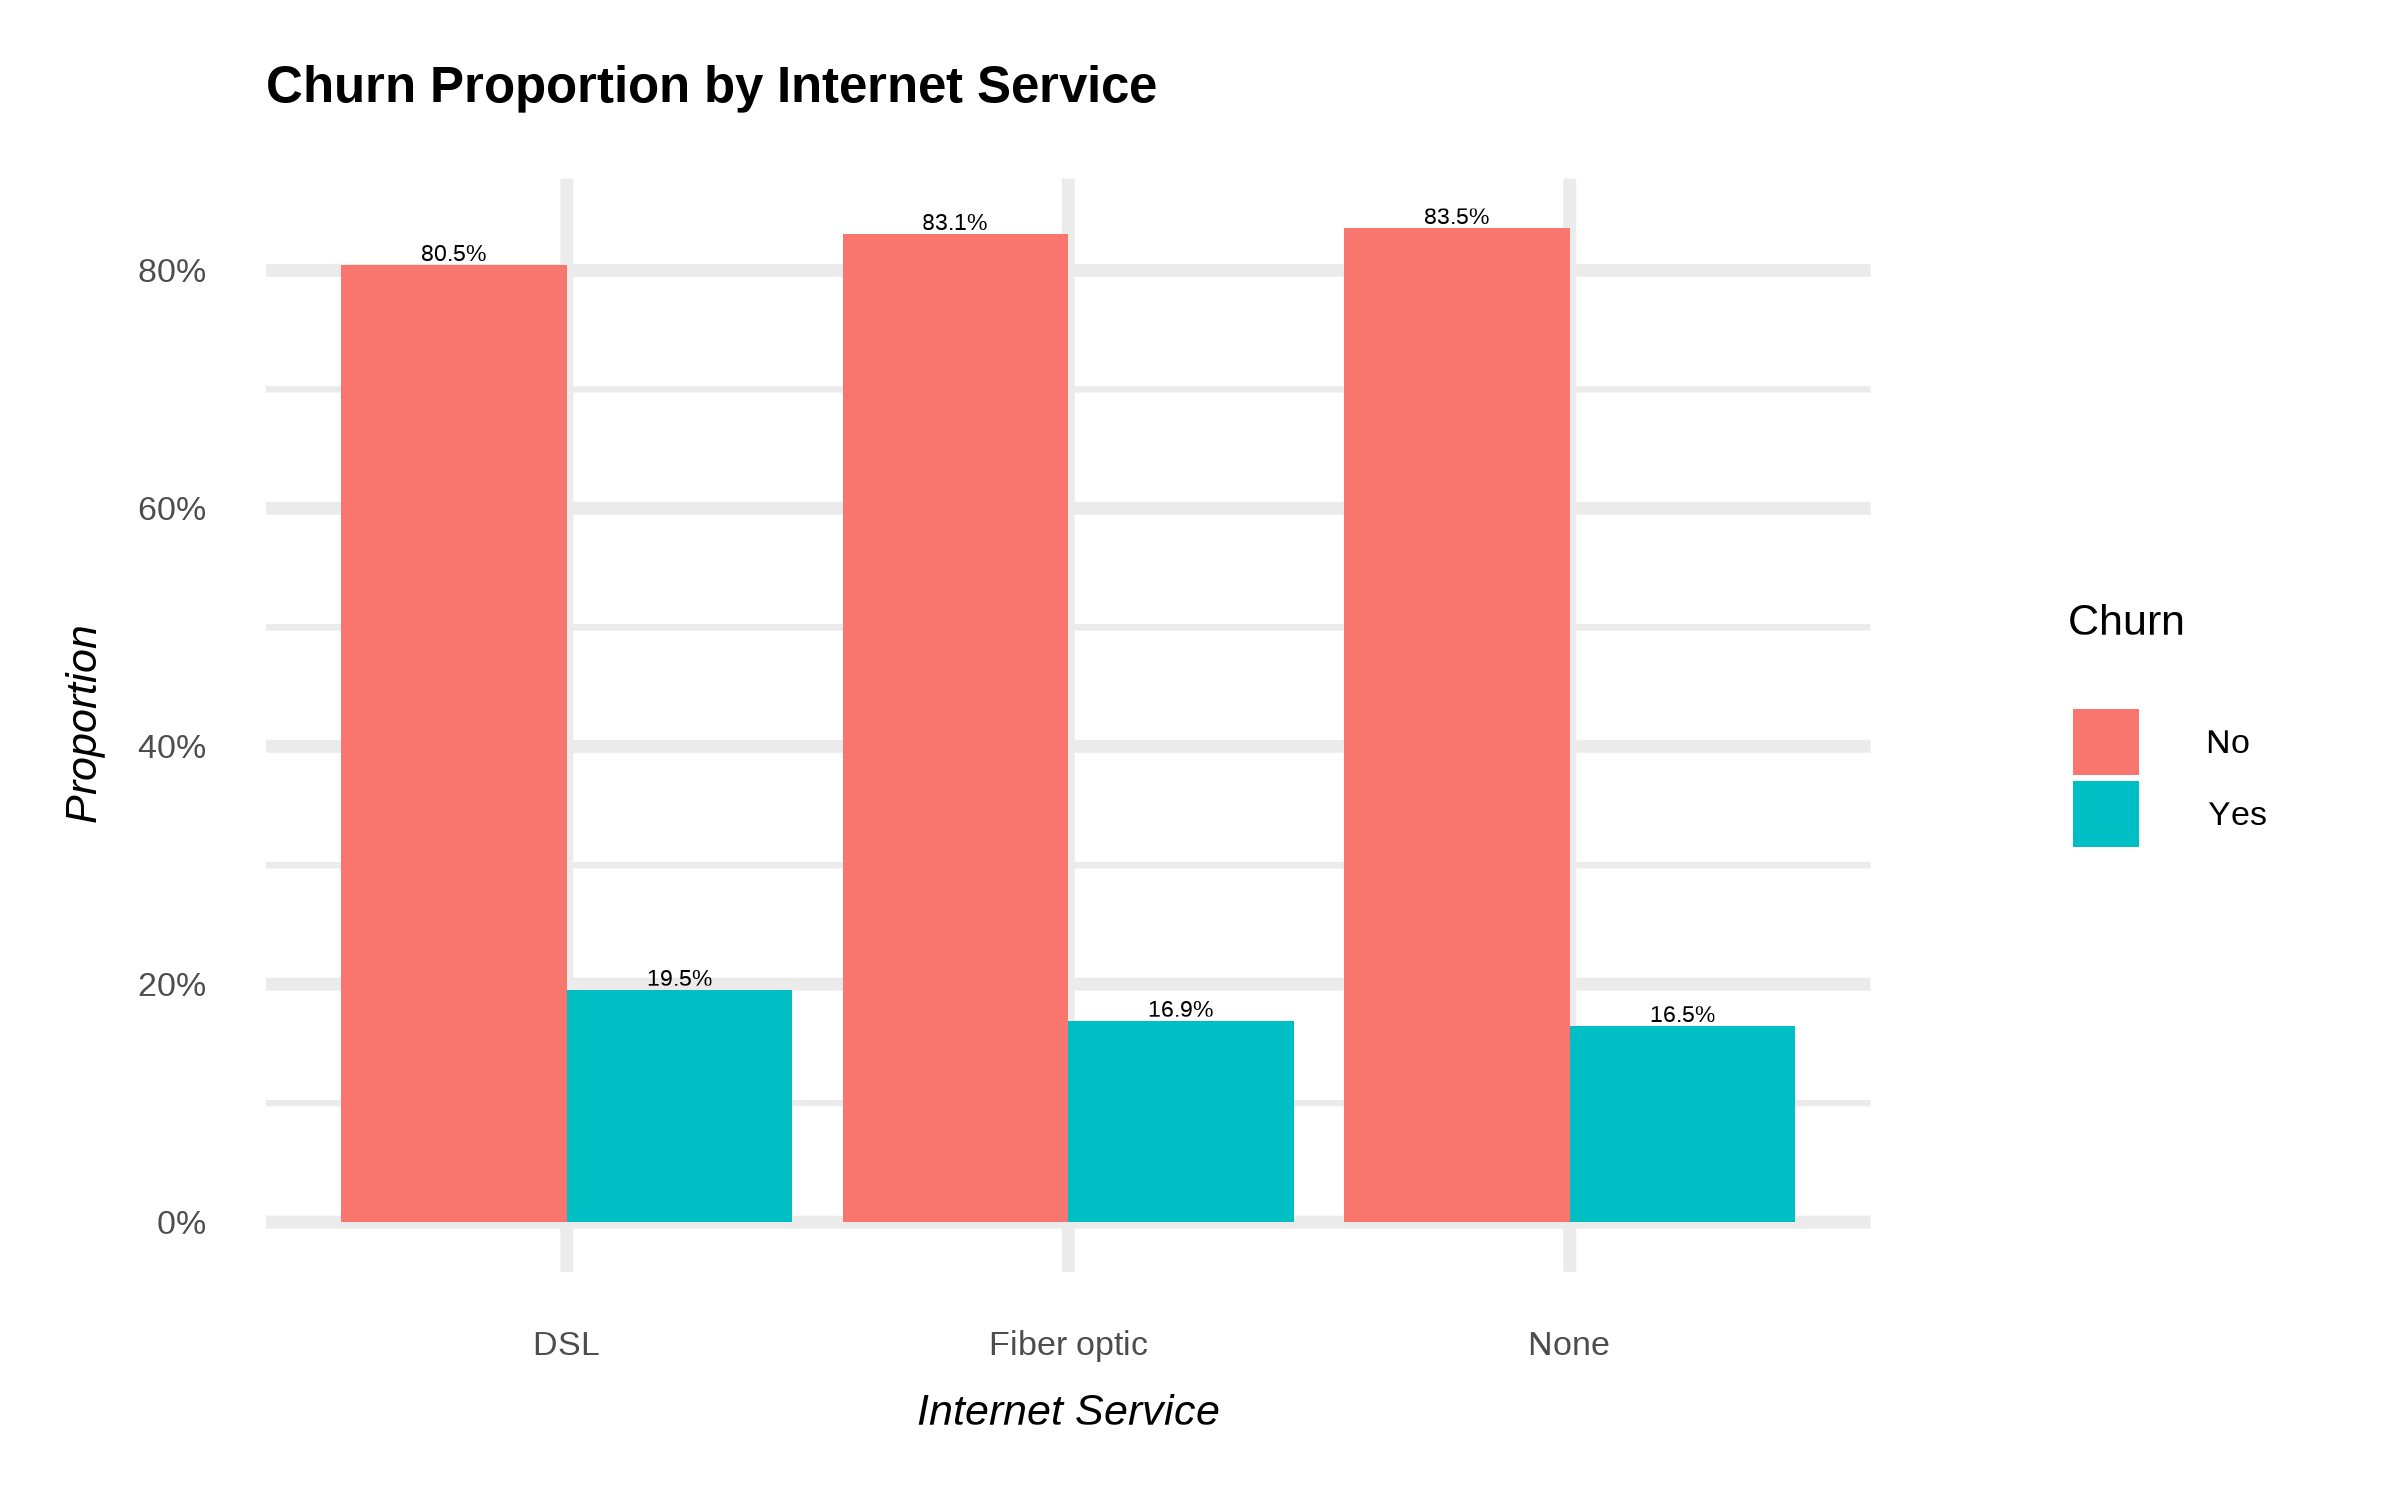 Churn Proportion by Internet Service
80.5%
83.1%
83.5%
80%
60%
40%
20%
0%
19.5%
16.9%
16.5%
Proportion
Churn
No
Yes
DSL
Fiber optic
None
Internet Service